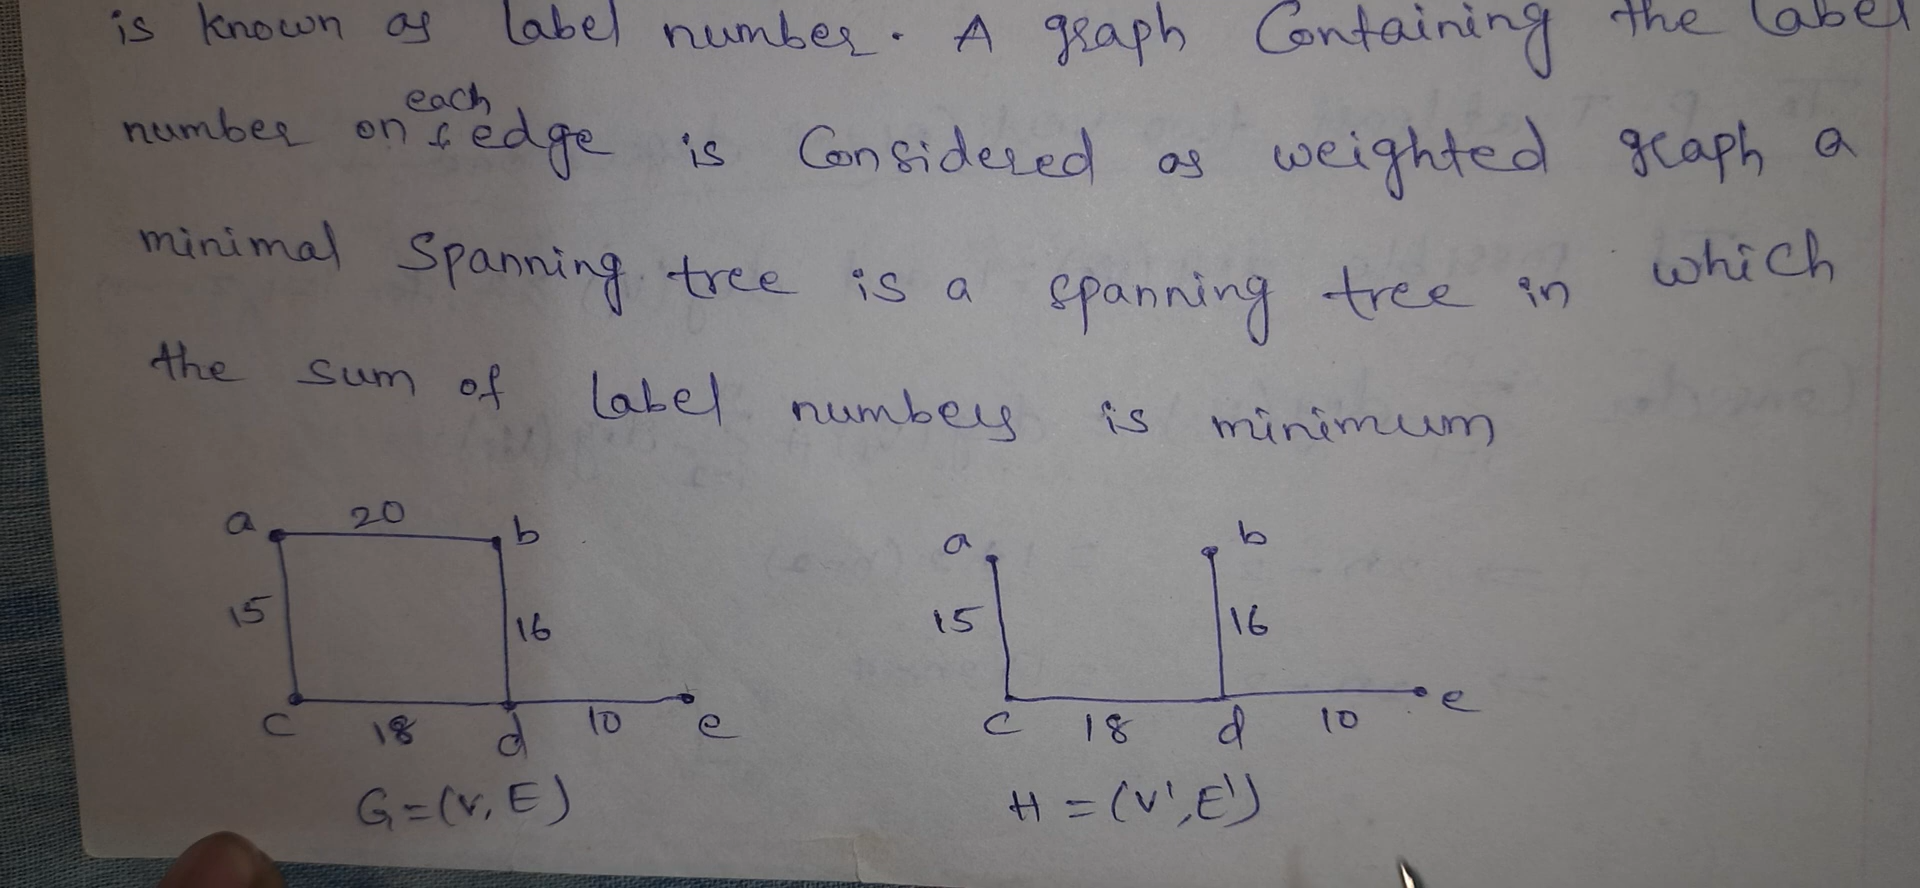 is known as label number. A graph Containing the label
number on each edge is Considered as weighted graph a
minimal Spanning tree is a spanning tree in which
the sum of label numbers is minimum
a 20 b
15 16
c 18 d 10 e
G=(V,E)
a b
15 16
c 18 d 10 e
H=(V',E')